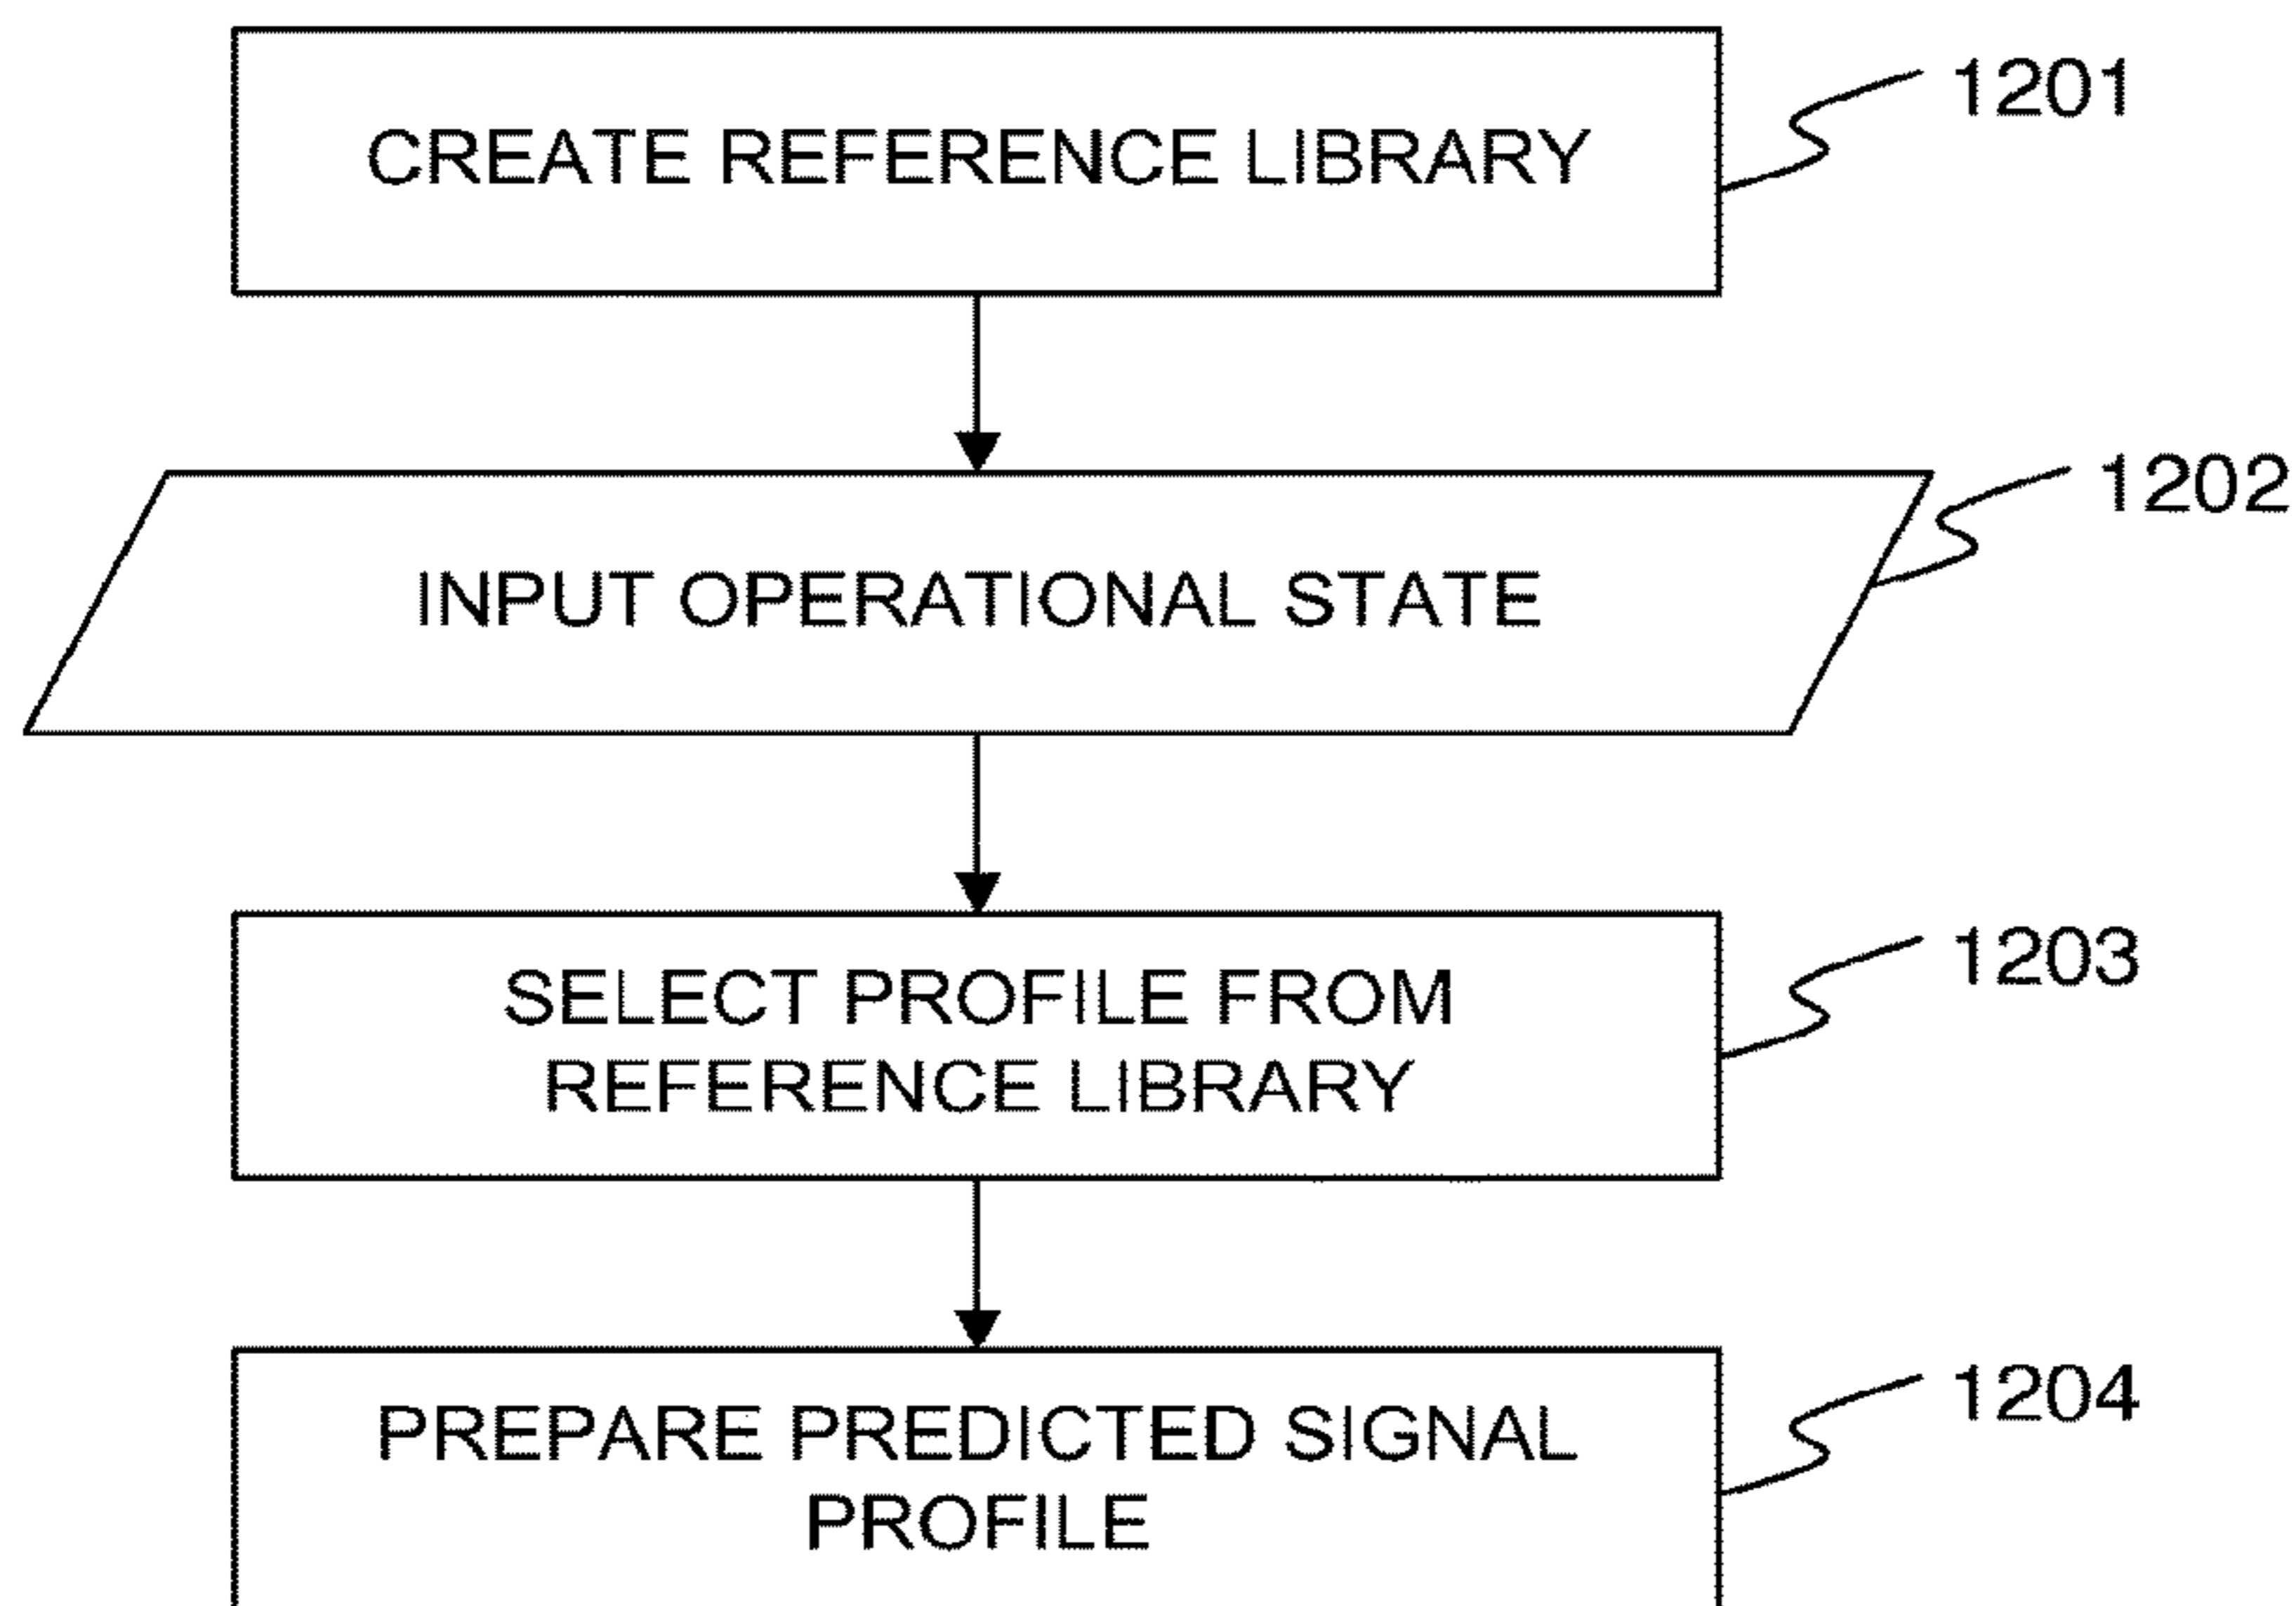 CREATE REFERENCE LIBRARY
1201
INPUT OPERATIONAL STATE
1202
SELECT PROFILE FROM
REFERENCE LIBRARY
1203
PREPARE PREDICTED SIGNAL
PROFILE
1204